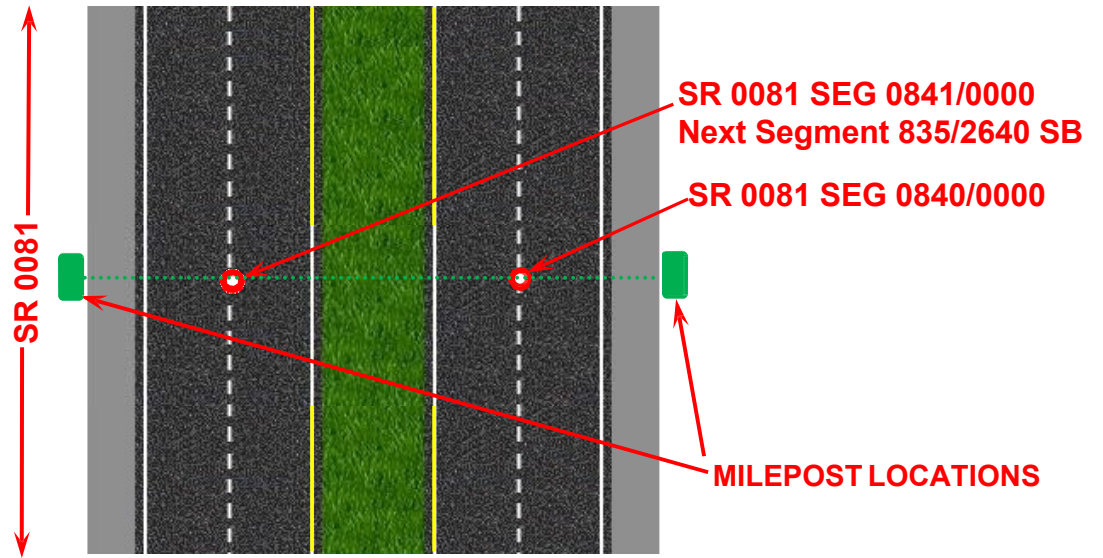 SR 0081
SR 0081 SEG 0841/0000
Next Segment 835/2640 SB
SR 0081 SEG 0840/0000
MILEPOST LOCATIONS